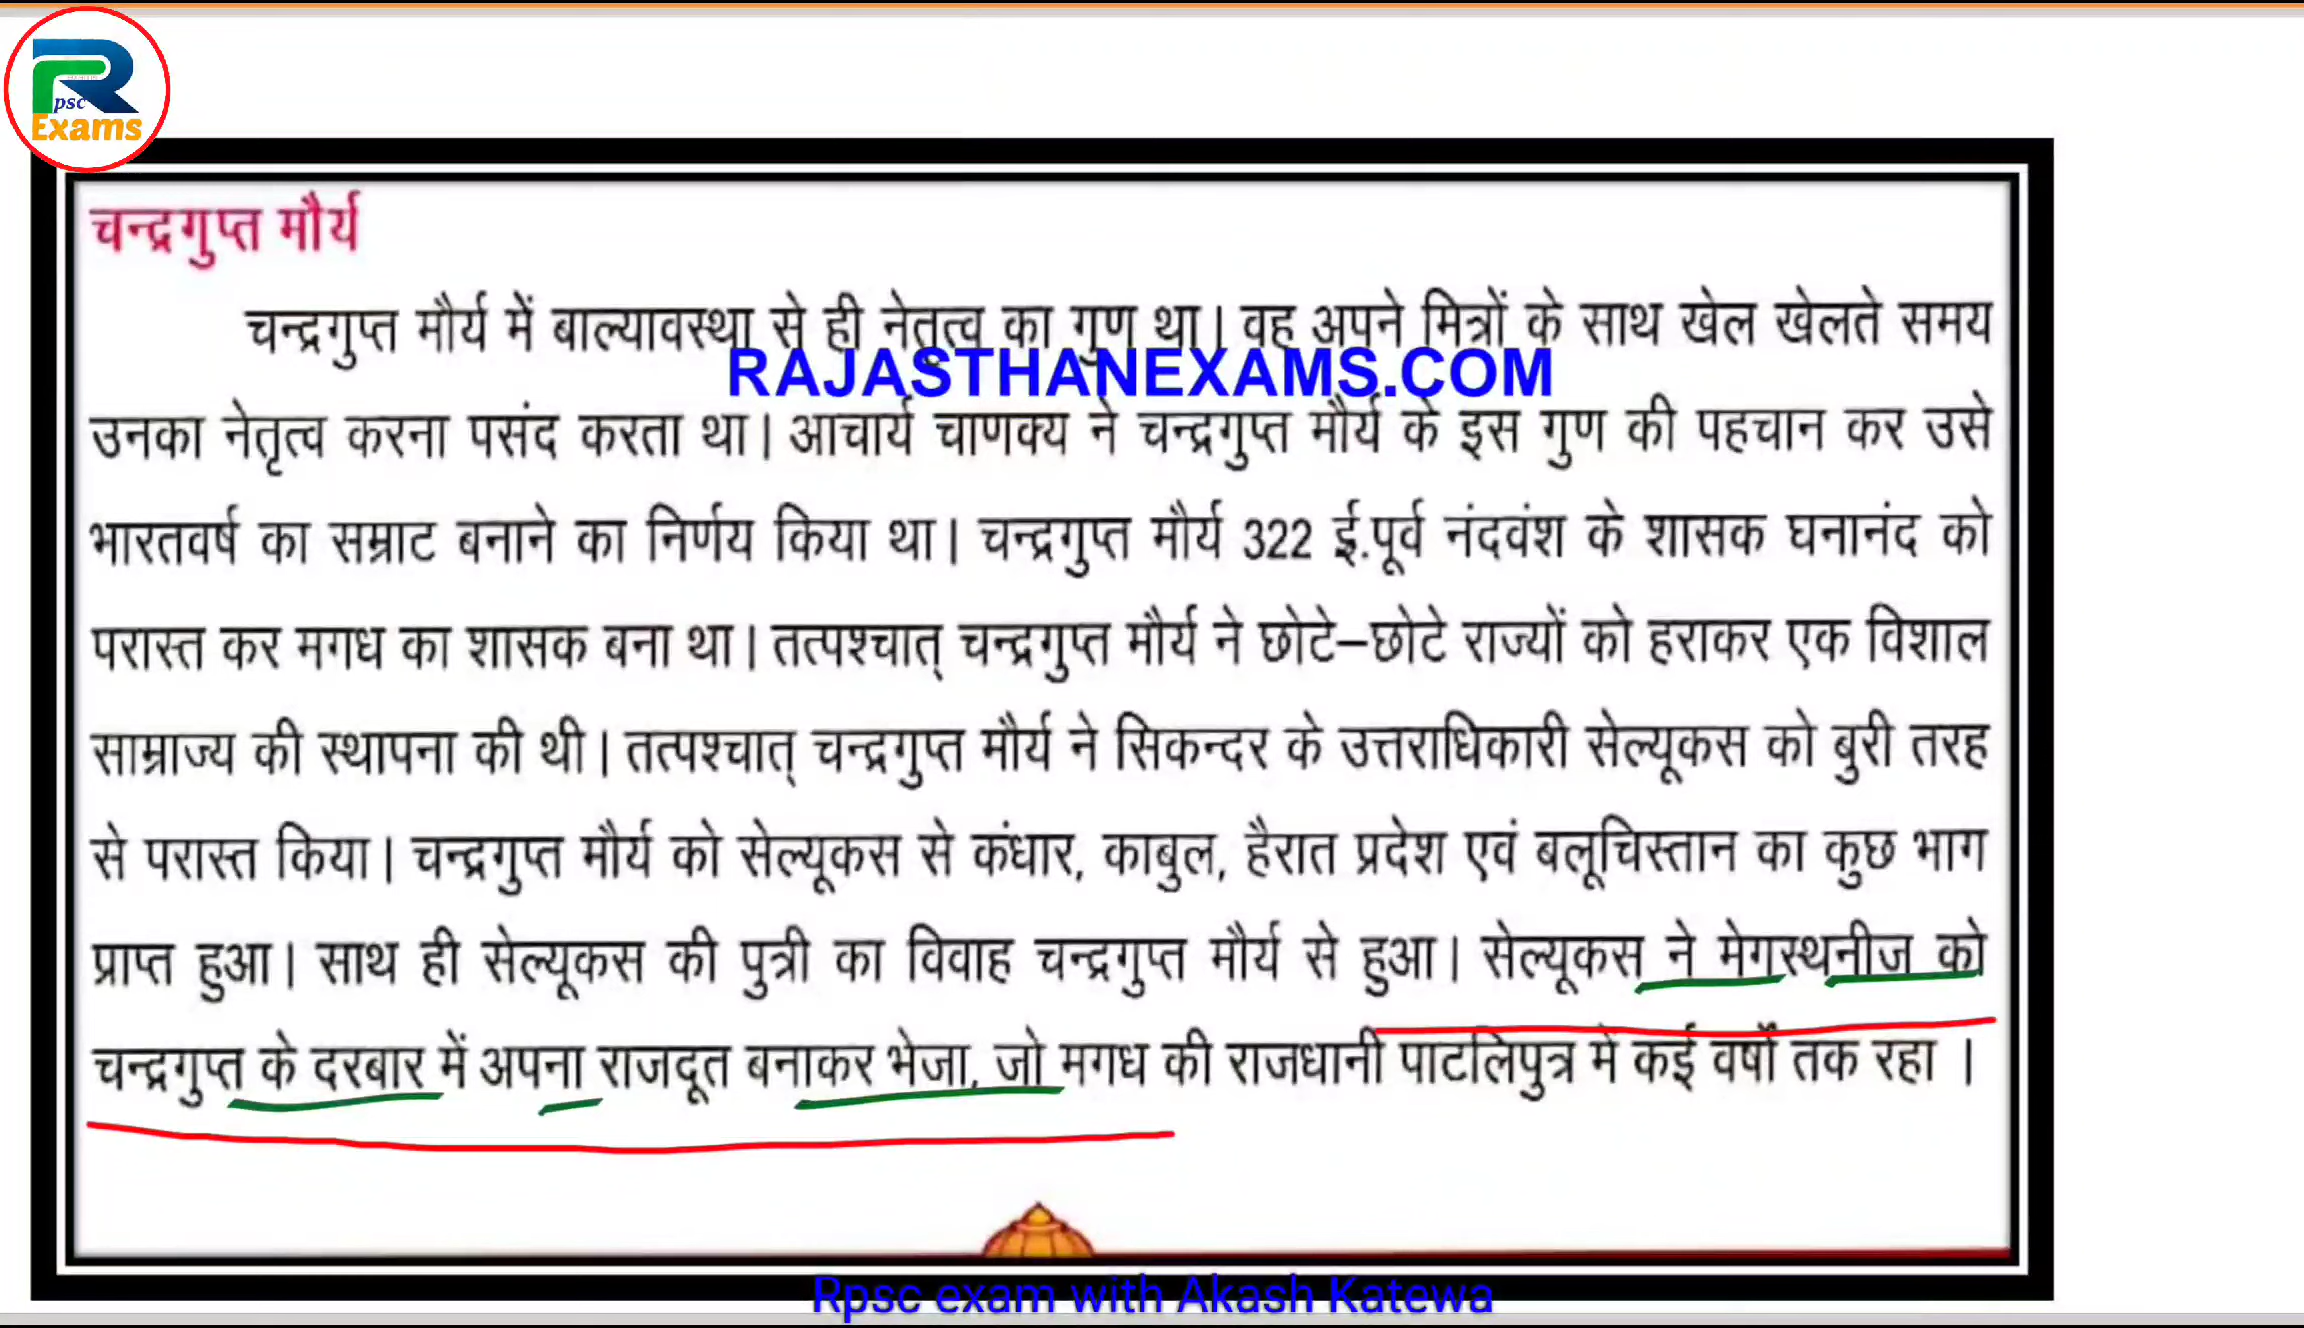 R
psc
Exams
चन्द्रगुप्त मौर्य
चन्द्रगुप्त मौर्य में बाल्यावस्था से ही नेतृत्व का गुण था। वह अपने मित्रों के साथ खेल खेलते समय
RAJASTHANEXAMS.COM
उनका नेतृत्व करना पसंद करता था। आचार्य चाणक्य ने चन्द्रगुप्त मौर्य के इस गुण की पहचान कर उसे
भारतवर्ष का सम्राट बनाने का निर्णय किया था। चन्द्रगुप्त मौर्य 322 ई.पूर्व नंदवंश के शासक घनानंद को
परास्त कर मगध का शासक बना था। तत्पश्चात् चन्द्रगुप्त मौर्य ने छोटे–छोटे राज्यों को हराकर एक विशाल
साम्राज्य की स्थापना की थी। तत्पश्चात् चन्द्रगुप्त मौर्य ने सिकन्दर के उत्तराधिकारी सेल्यूकस को बुरी तरह
से परास्त किया। चन्द्रगुप्त मौर्य को सेल्यूकस से कंधार, काबुल, हैरात प्रदेश एवं बलूचिस्तान का कुछ भाग
प्राप्त हुआ। साथ ही सेल्यूकस की पुत्री का विवाह चन्द्रगुप्त मौर्य से हुआ। सेल्यूकस ने मेगस्थनीज को
चन्द्रगुप्त के दरबार में अपना राजदूत बनाकर भेजा, जो मगध की राजधानी पाटलिपुत्र में कई वर्षों तक रहा ।
Rpsc exam with Akash Katewa